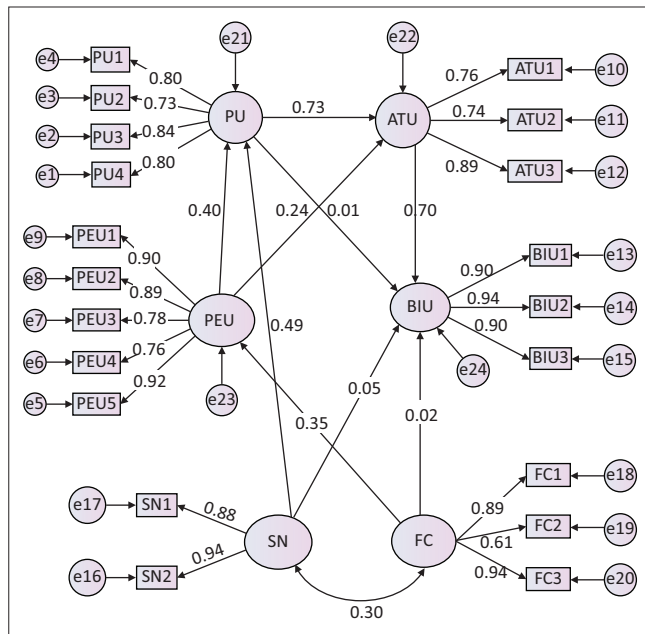 e21
e22
e4 PU1 0.80
e3 PU2 0.73
e2 PU3 0.84
e1 PU4 0.80
PU 0.73 ATU
0.76 ATU1 e10
0.74 ATU2 e11
0.89 ATU3 e12
0.40 0.24 0.01 0.70
e9 PEU1 0.90
e8 PEU2 0.89
e7 PEU3 0.78
e6 PEU4 0.76
e5 PEU5 0.92
PEU
e23
BIU
0.90 BIU1 e13
0.94 BIU2 e14
0.90 BIU3 e15
e24
0.49
0.05
0.35 0.02
e17 SN1 0.88
e16 SN2 0.94
SN FC
0.89 FC1 e18
0.61 FC2 e19
0.94 FC3 e20
0.30